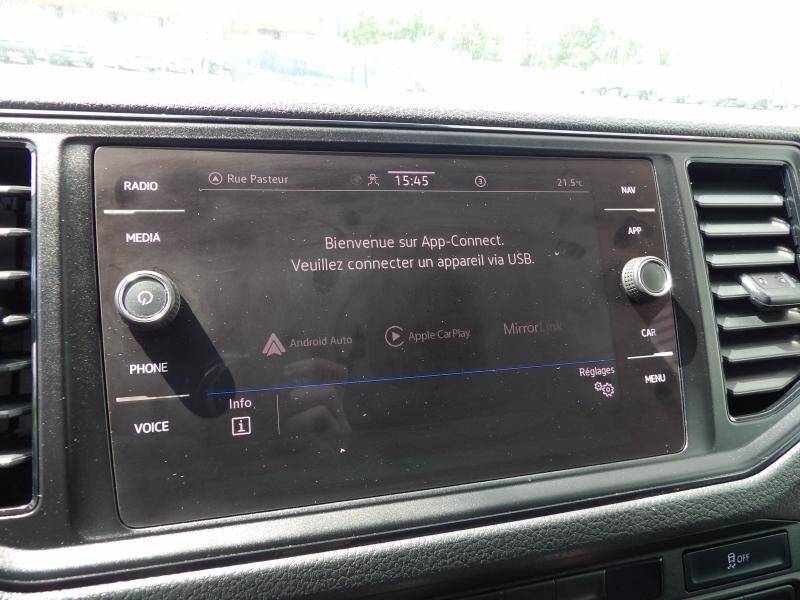 RADIO
MEDIA
PHONE
VOICE
Rue Pasteur
15:45
3
21.5°C
Bienvenue sur App-Connect.
Veuillez connecter un appareil via USB.
Android Auto
Apple CarPlay
MirrorLink
Réglages
Info
i
NAV
APP
CAR
MENU
OFF